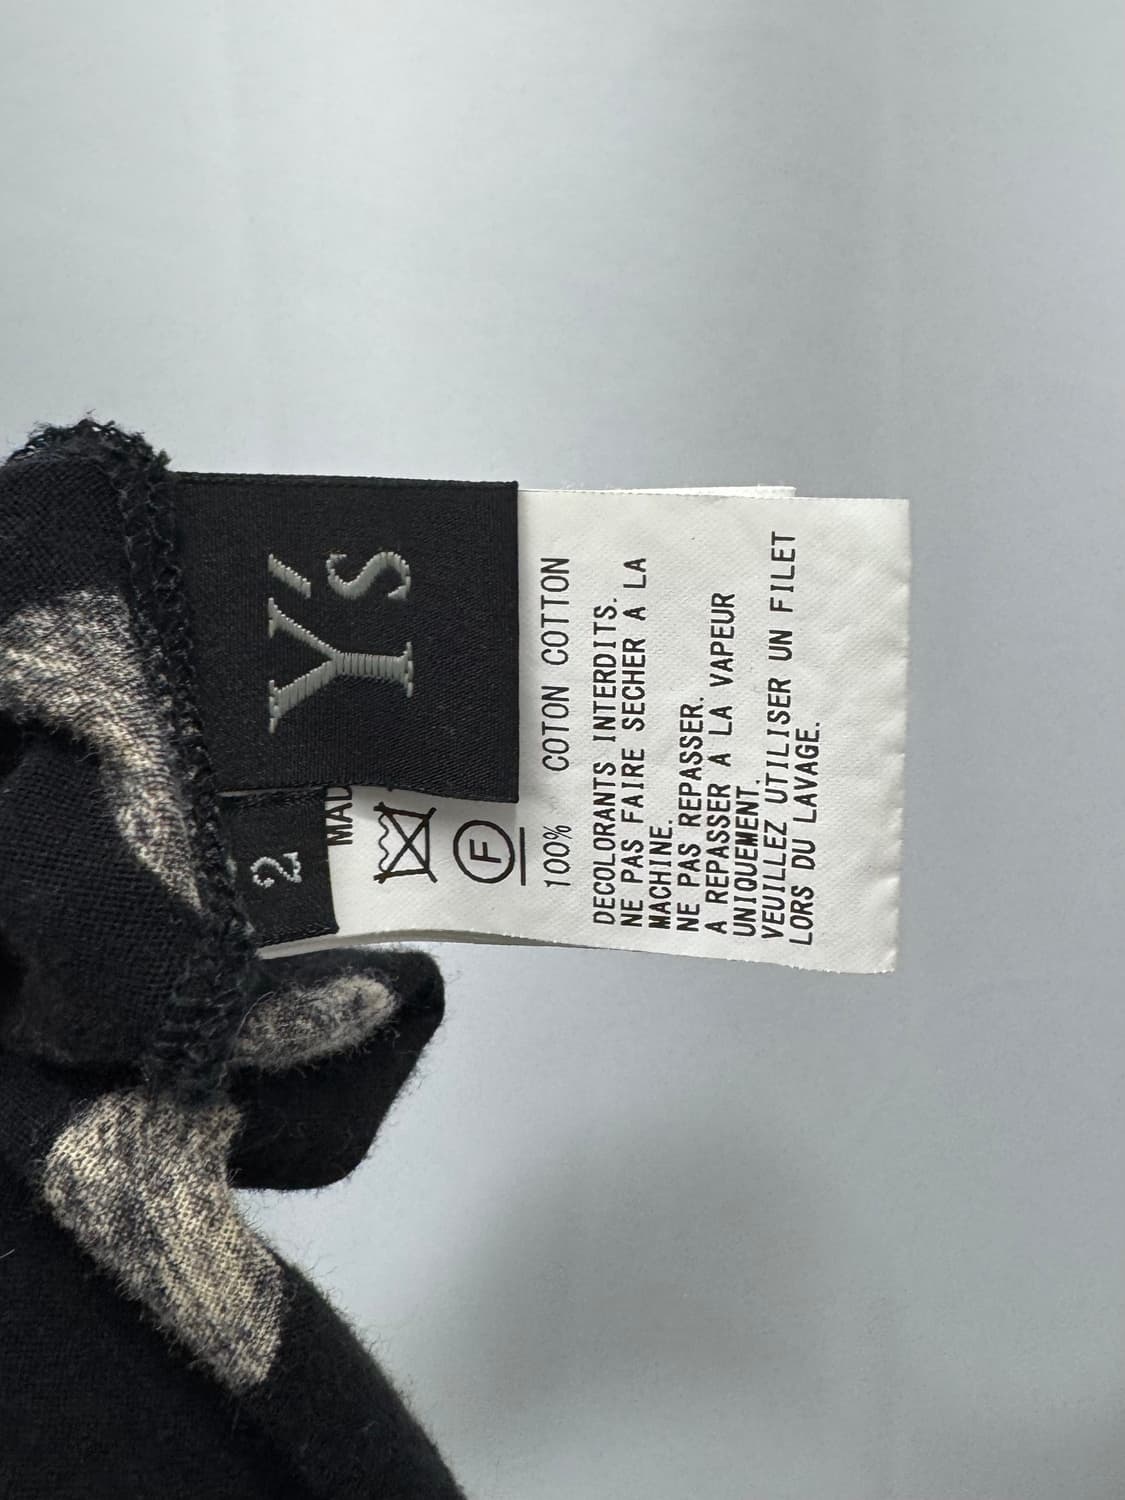 Y's
2
MAD
F
100% COTON COTTON
DECOLORANTS INTERDITS.
NE PAS FAIRE SECHER A LA
MACHINE.
NE PAS REPASSER.
A REPASSER A LA VAPEUR
UNIQUEMENT.
VEUILLEZ UTILISER UN FILET
LORS DU LAVAGE.